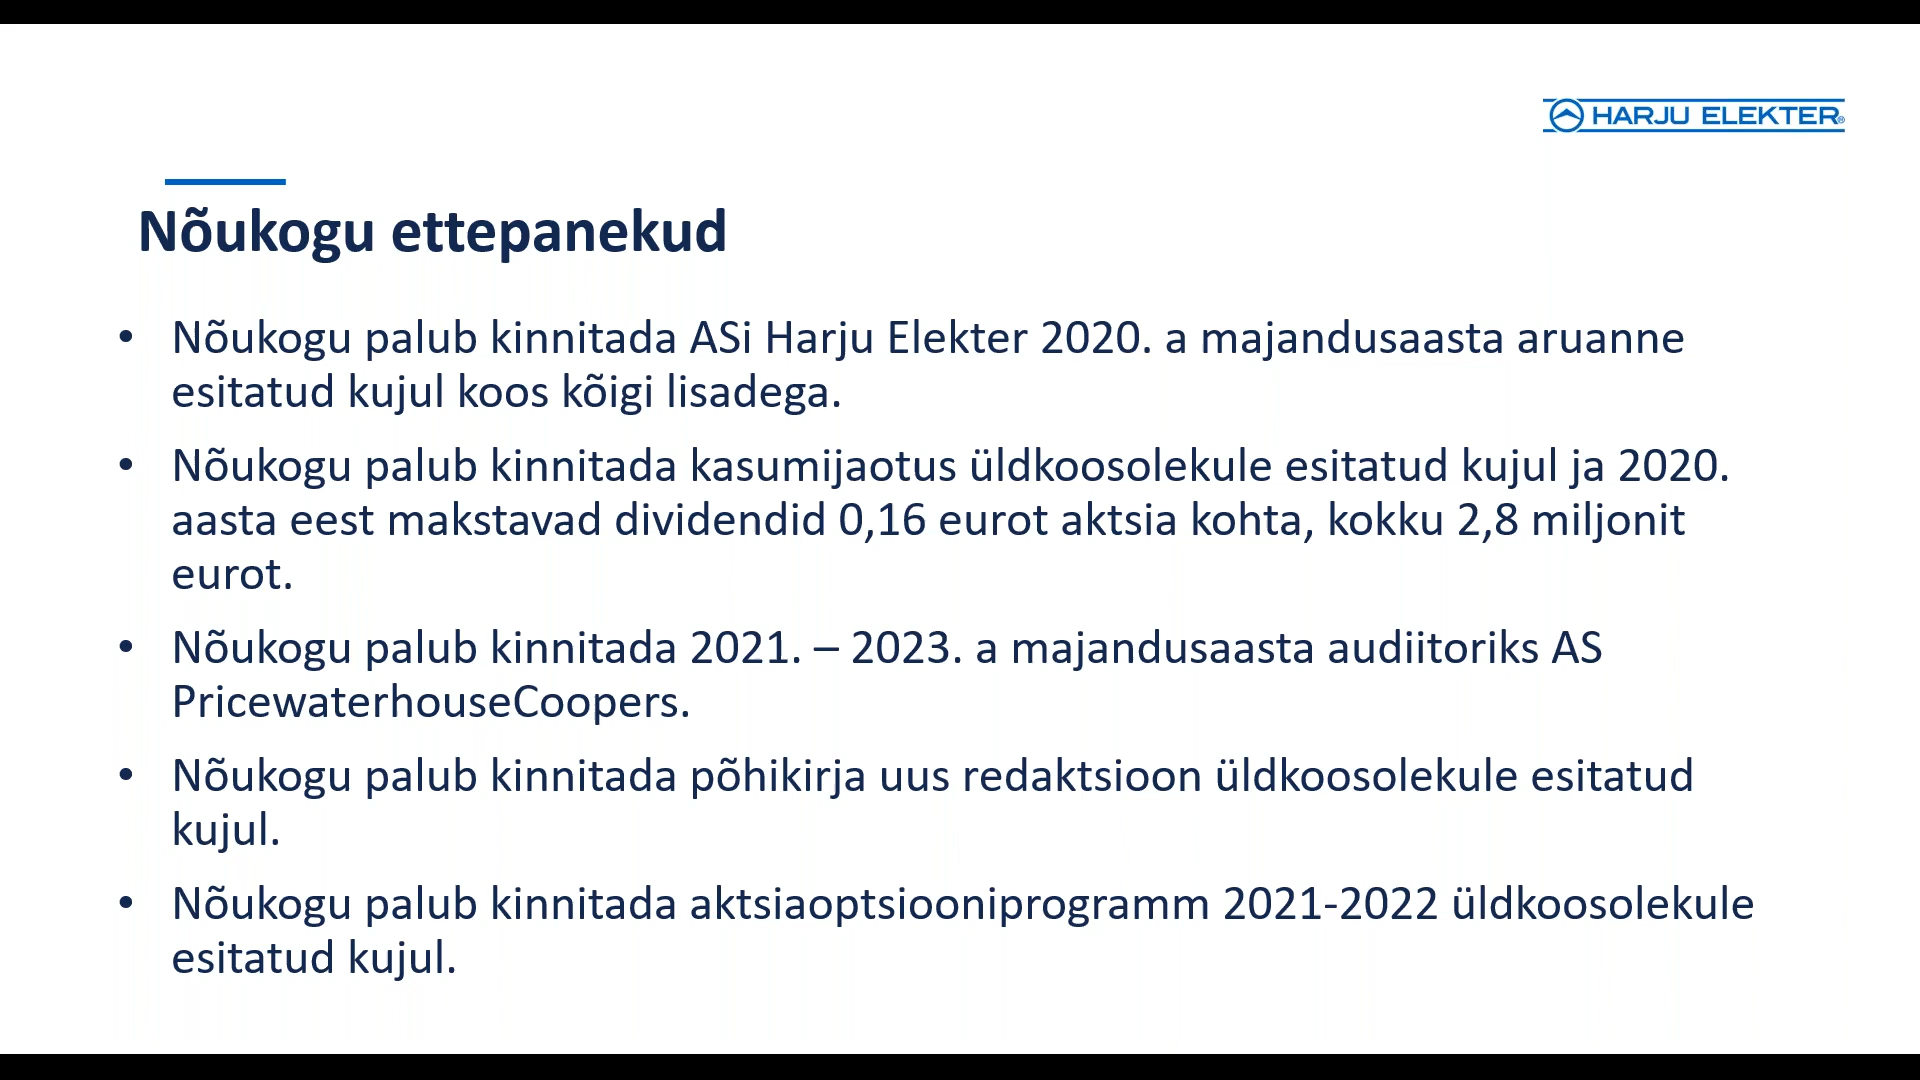 HARJU ELEKTER®
Nõukogu ettepanekud
• Nõukogu palub kinnitada ASi Harju Elekter 2020. a majandusaasta aruanne
esitatud kujul koos kõigi lisadega.
• Nõukogu palub kinnitada kasumijaotus üldkoosolekule esitatud kujul ja 2020.
aasta eest makstavad dividendid 0,16 eurot aktsia kohta, kokku 2,8 miljonit
eurot.
• Nõukogu palub kinnitada 2021. – 2023. a majandusaasta audiitoriks AS
PricewaterhouseCoopers.
• Nõukogu palub kinnitada põhikirja uus redaktsioon üldkoosolekule esitatud
kujul.
• Nõukogu palub kinnitada aktsiaoptsiooniprogramm 2021-2022 üldkoosolekule
esitatud kujul.